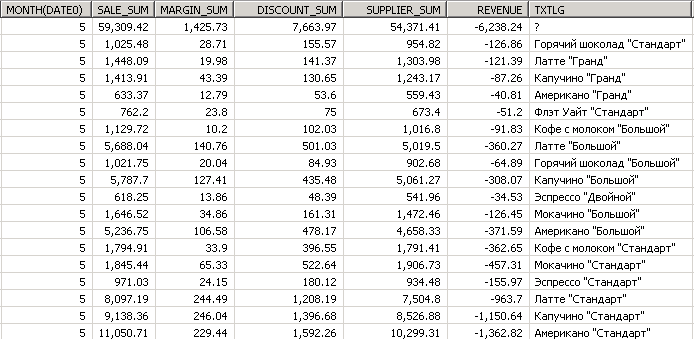 MONTH(DATE0) SALE_SUM MARGIN_SUM DISCOUNT_SUM SUPPLIER_SUM REVENUE TXTLG
5 59,309.42 1,425.73 7,663.97 54,371.41 -6,238.24 ?
5 1,025.48 28.71 155.57 954.82 -126.86 Горячий шоколад "Стандарт"
5 1,448.09 19.98 141.37 1,303.98 -121.39 Латте "Гранд"
5 1,413.91 43.39 130.65 1,243.17 -87.26 Капучино "Гранд"
5 633.37 12.79 53.6 559.43 -40.81 Американо "Гранд"
5 762.2 23.8 75 673.4 -51.2 Флэт Уайт "Стандарт"
5 1,129.72 10.2 102.03 1,016.8 -91.83 Кофе с молоком "Большой"
5 5,688.04 140.76 501.03 5,019.5 -360.27 Латте "Большой"
5 1,021.75 20.04 84.93 902.68 -64.89 Горячий шоколад "Большой"
5 5,787.7 127.41 435.48 5,061.27 -308.07 Капучино "Большой"
5 618.25 13.86 48.39 541.96 -34.53 Эспрессо "Двойной"
5 1,646.52 34.86 161.31 1,472.46 -126.45 Мокачино "Большой"
5 5,236.75 106.58 478.17 4,658.33 -371.59 Американо "Большой"
5 1,794.91 33.9 396.55 1,791.41 -362.65 Кофе с молоком "Стандарт"
5 1,845.44 65.33 522.64 1,906.73 -457.31 Мокачино "Стандарт"
5 971.03 24.15 180.12 934.48 -155.97 Эспрессо "Стандарт"
5 8,097.19 244.49 1,208.19 7,504.8 -963.7 Латте "Стандарт"
5 9,138.36 246.04 1,396.68 8,526.88 -1,150.64 Капучино "Стандарт"
5 11,050.71 229.44 1,592.26 10,299.31 -1,362.82 Американо "Стандарт"